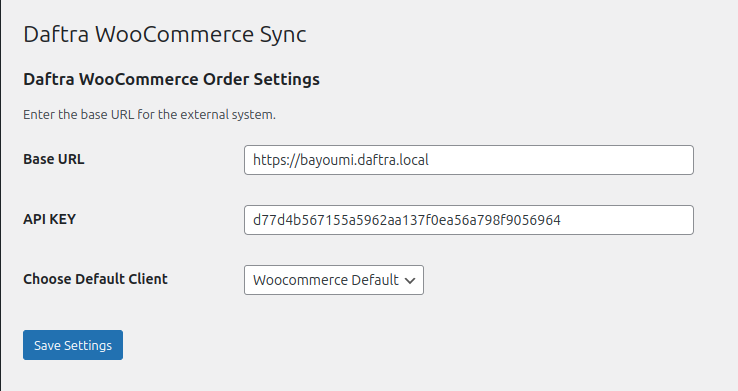 Daftra WooCommerce Sync
Daftra WooCommerce Order Settings
Enter the base URL for the external system.
Base URL
https://bayoumi.daftra.local
API KEY
d77d4b567155a5962aa137f0ea56a798f9056964
Choose Default Client
Woocommerce Default
Save Settings